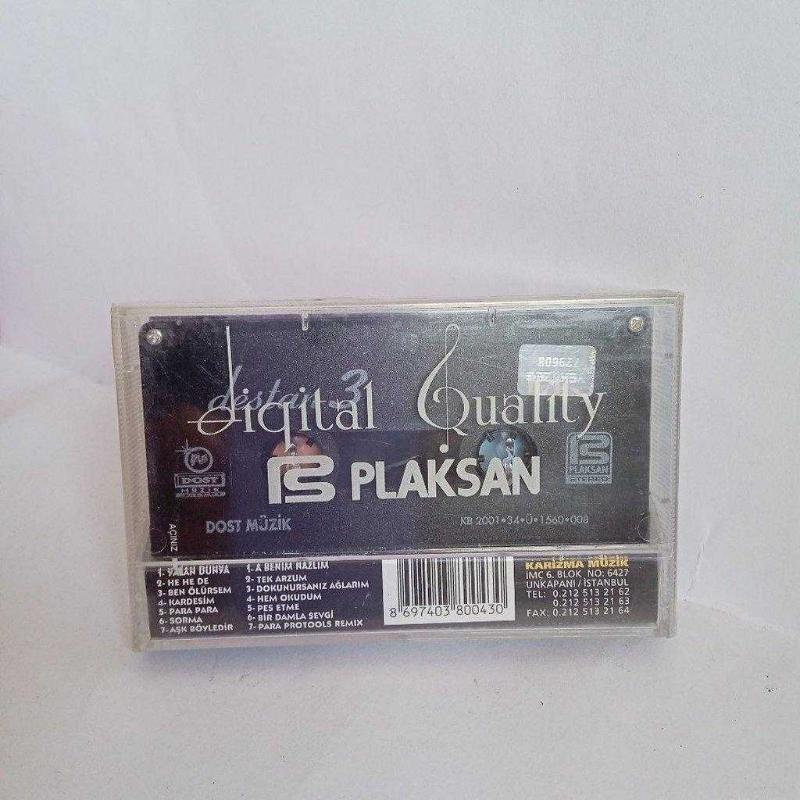 destan 3
digital Quality
DOST
MÜZİK
PLAKSAN
PLAKSAN
STEREO
DOST MÜZİK
KB 2001•34•Ü•1560•008
AÇINIZ
1- YALAN DÜNYA
2- HE HE DE
3- BEN ÖLÜRSEM
4- KARDEŞİM
5- PARA PARA
6- SORMA
7- AŞK BÖYLEDİR
1- A BENİM NAZLIM
2- TEK ARZUM
3- DOKUNURSANIZ AĞLARIM
4- HEM OKUDUM
5- PES ETME
6- BİR DAMLA SEVGİ
7- PARA PROTOOLS REMIX
8 697403 800430
KARİZMA MÜZİK
İMC 6. BLOK NO: 6427
UNKAPANI / İSTANBUL
TEL: 0.212 513 21 62
0.212 513 21 63
FAX: 0.212 513 21 64